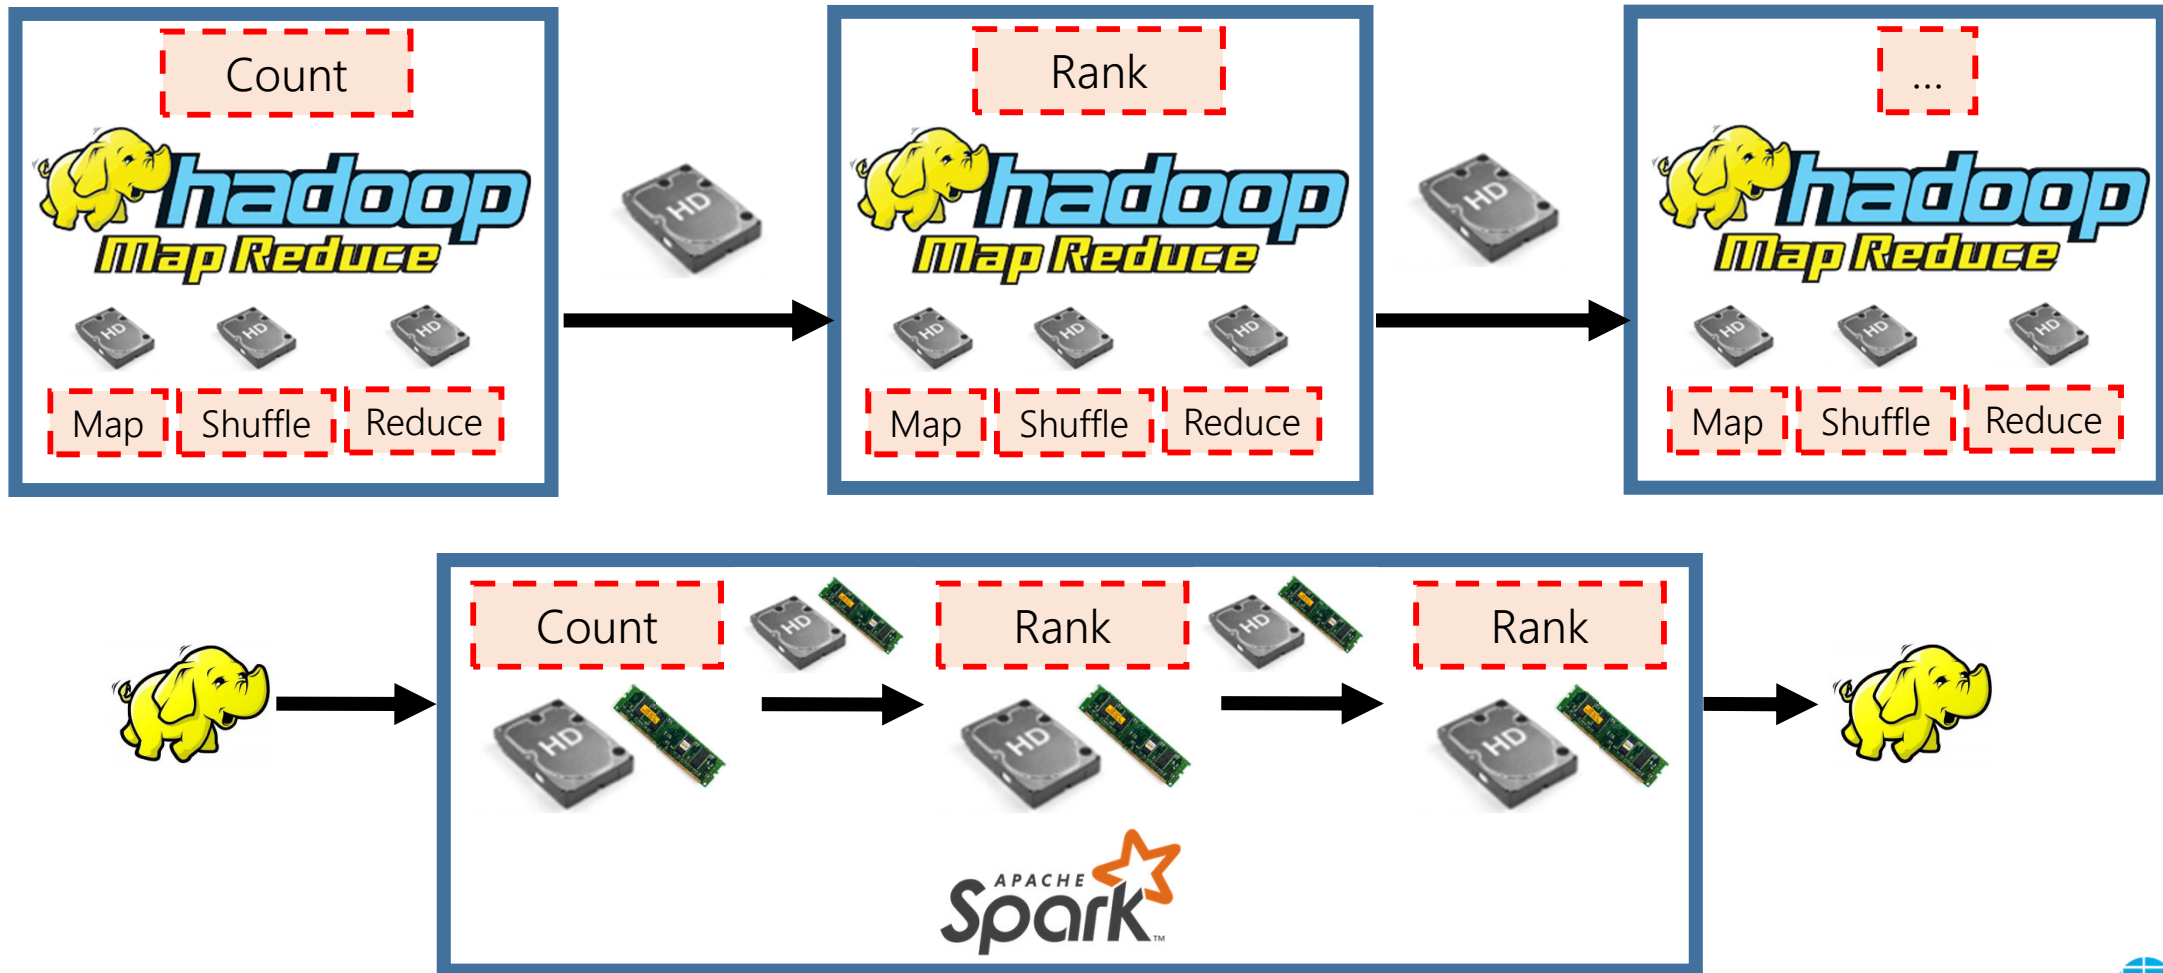 Count
hadoop
Map Reduce
HD HD HD
Map Shuffle Reduce
HD
Rank
hadoop
Map Reduce
HD HD HD
Map Shuffle Reduce
HD
...
hadoop
Map Reduce
HD HD HD
Map Shuffle Reduce
Count
HD
Rank
HD
Rank
HD HD HD
APACHE
Spark™